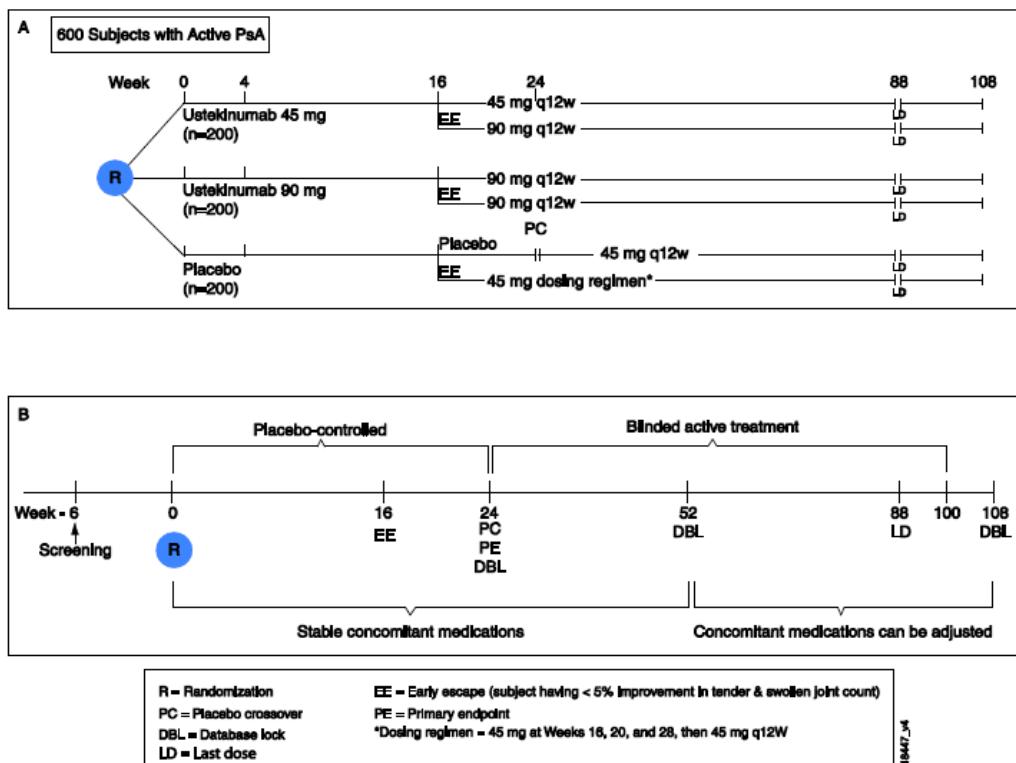 A
600 Subjects with Active PsA
Week 0 4 16 24 88 108
45 mg q12w
Ustekinumab 45 mg
(n=200)
EE
90 mg q12w
LD
LD
R
90 mg q12w
Ustekinumab 90 mg
(n=200)
EE
90 mg q12w
LD
LD
PC
Placebo
45 mg q12w
Placebo
(n=200)
EE
45 mg dosing regimen*
LD
LD
B
Placebo-controlled
Blinded active treatment
Week - 6 0 16 24 52 88 100 108
Screening
R
EE
PC
PE
DBL
DBL
LD
DBL
Stable concomitant medications
Concomitant medications can be adjusted
R = Randomization
EE = Early escape (subject having < 5% improvement in tender & swollen joint count)
PC = Placebo crossover
PE = Primary endpoint
DBL = Database lock
*Dosing regimen = 45 mg at Weeks 16, 20, and 28, then 45 mg q12W
LD = Last dose
18447_v4